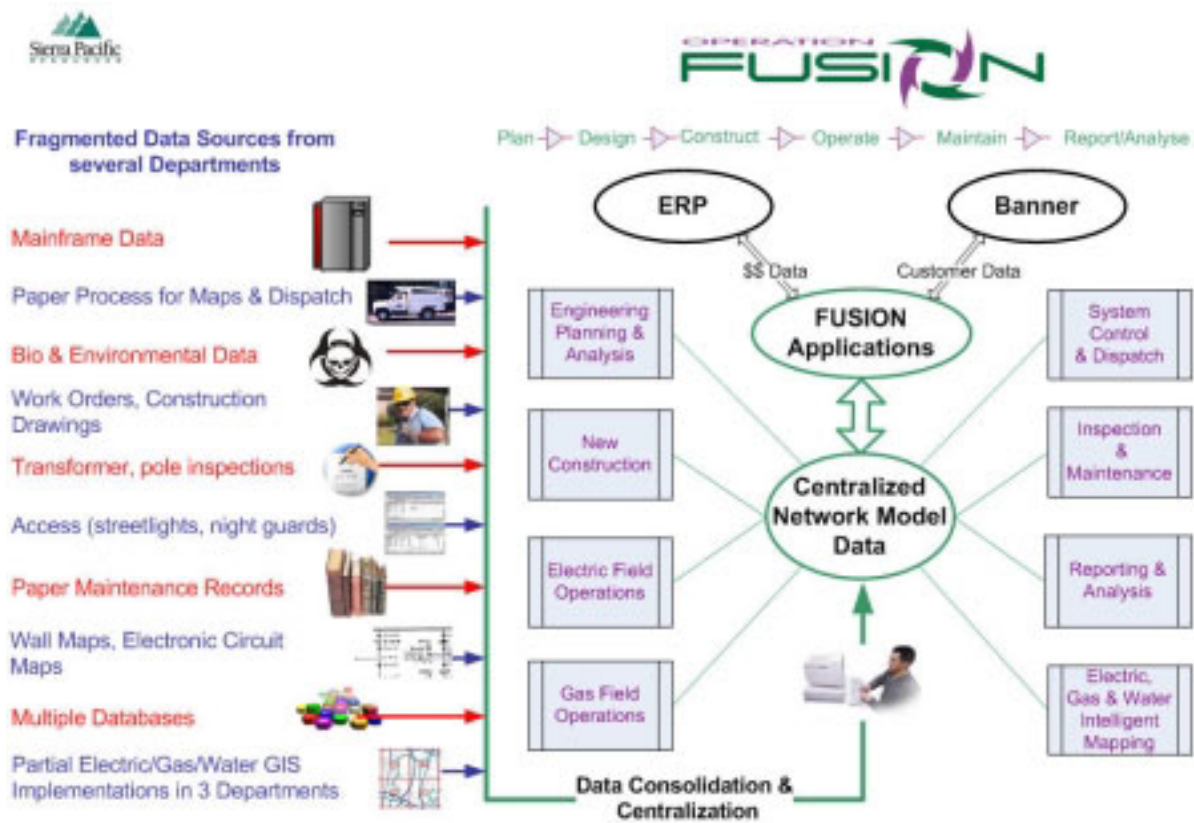 Sierra Pacific
RESOURCES
OPERATION
FUSION
Fragmented Data Sources from
several Departments
Plan Design Construct Operate Maintain Report/Analyse
ERP
Banner
Mainframe Data
$$ Data
Customer Data
Paper Process for Maps & Dispatch
Engineering
Planning &
Analysis
FUSION
Applications
System
Control
& Dispatch
Bio & Environmental Data
Work Orders, Construction
Drawings
New
Construction
Inspection
&
Maintenance
Transformer, pole inspections
Centralized
Network Model
Data
Access (streetlights, night guards)
Electric Field
Operations
Reporting &
Analysis
Paper Maintenance Records
Wall Maps, Electronic Circuit
Maps
Gas Field
Operations
Electric,
Gas & Water
Intelligent
Mapping
Multiple Databases
Partial Electric/Gas/Water GIS
Implementations in 3 Departments
Data Consolidation &
Centralization